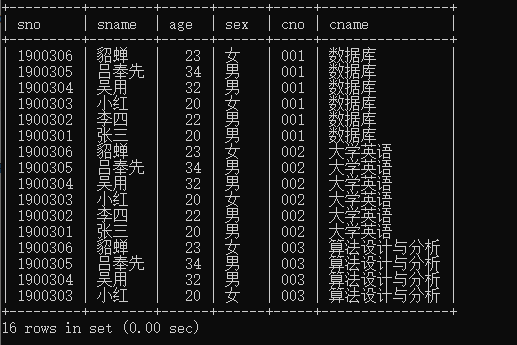 | sno | sname | age | sex | cno | cname |
| 1900306 | 貂蝉 | 23 | 女 | 001 | 数据库 |
| 1900305 | 吕奉先 | 34 | 男 | 001 | 数据库 |
| 1900304 | 吴用 | 32 | 男 | 001 | 数据库 |
| 1900303 | 小红 | 20 | 女 | 001 | 数据库 |
| 1900302 | 李四 | 22 | 男 | 001 | 数据库 |
| 1900301 | 张三 | 20 | 男 | 001 | 数据库 |
| 1900306 | 貂蝉 | 23 | 女 | 002 | 大学英语 |
| 1900305 | 吕奉先 | 34 | 男 | 002 | 大学英语 |
| 1900304 | 吴用 | 32 | 男 | 002 | 大学英语 |
| 1900303 | 小红 | 20 | 女 | 002 | 大学英语 |
| 1900302 | 李四 | 22 | 男 | 002 | 大学英语 |
| 1900301 | 张三 | 20 | 男 | 002 | 大学英语 |
| 1900306 | 貂蝉 | 23 | 女 | 003 | 算法设计与分析 |
| 1900305 | 吕奉先 | 34 | 男 | 003 | 算法设计与分析 |
| 1900304 | 吴用 | 32 | 男 | 003 | 算法设计与分析 |
| 1900303 | 小红 | 20 | 女 | 003 | 算法设计与分析 |
16 rows in set (0.00 sec)